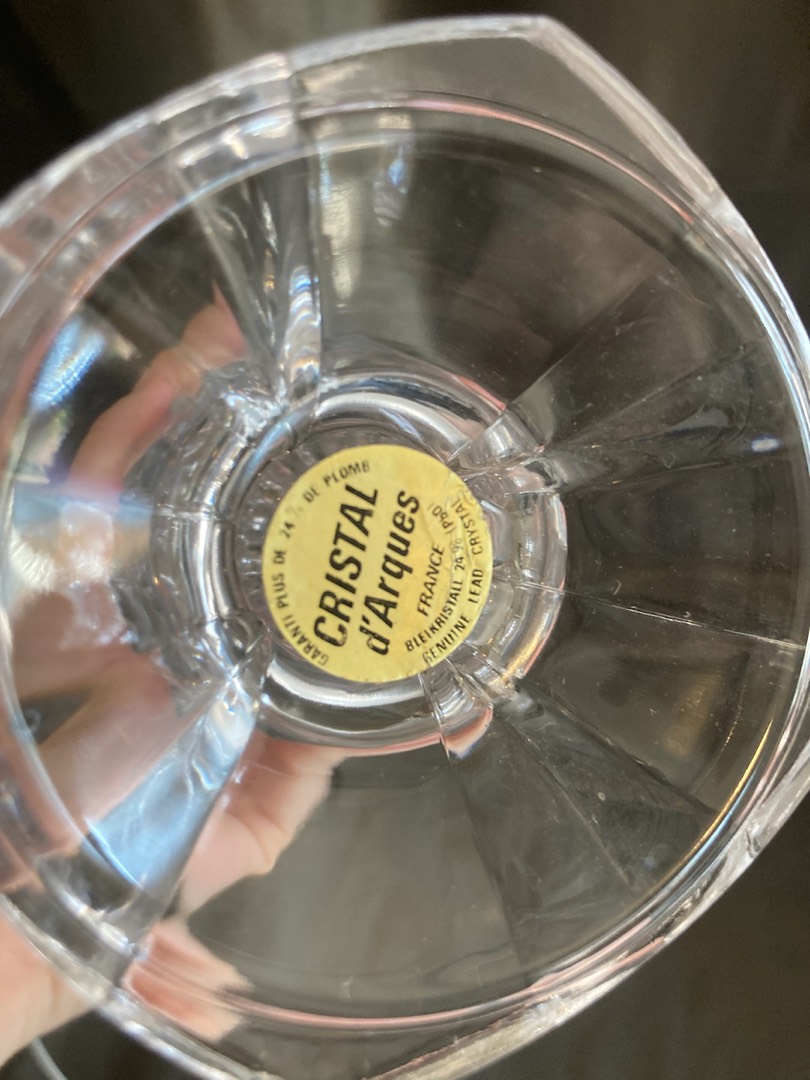 GARANTI PLUS DE 24 % DE PLOMB
CRISTAL
d'Arques
FRANCE
BLEIKRISTALL 24 % (PbO)
GENUINE LEAD CRYSTAL